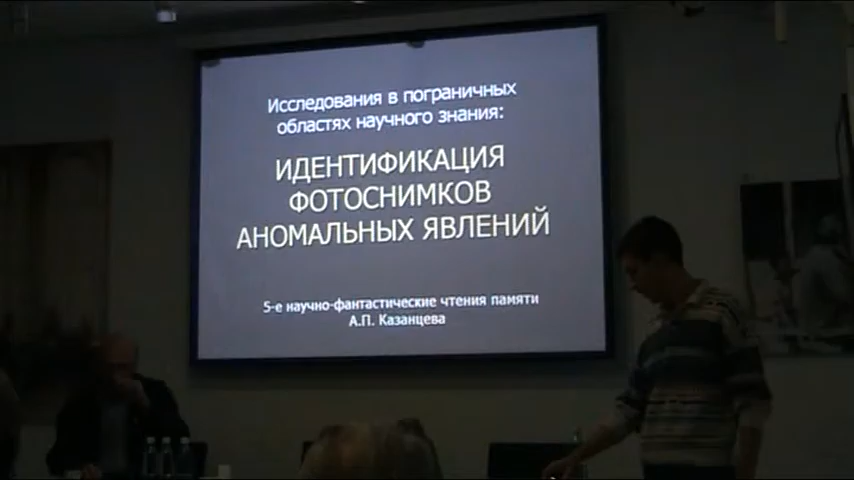 Исследования в пограничных
областях научного знания:
ИДЕНТИФИКАЦИЯ
ФОТОСНИМКОВ
АНОМАЛЬНЫХ ЯВЛЕНИЙ
5-е научно-фантастические чтения памяти
А.П. Казанцева